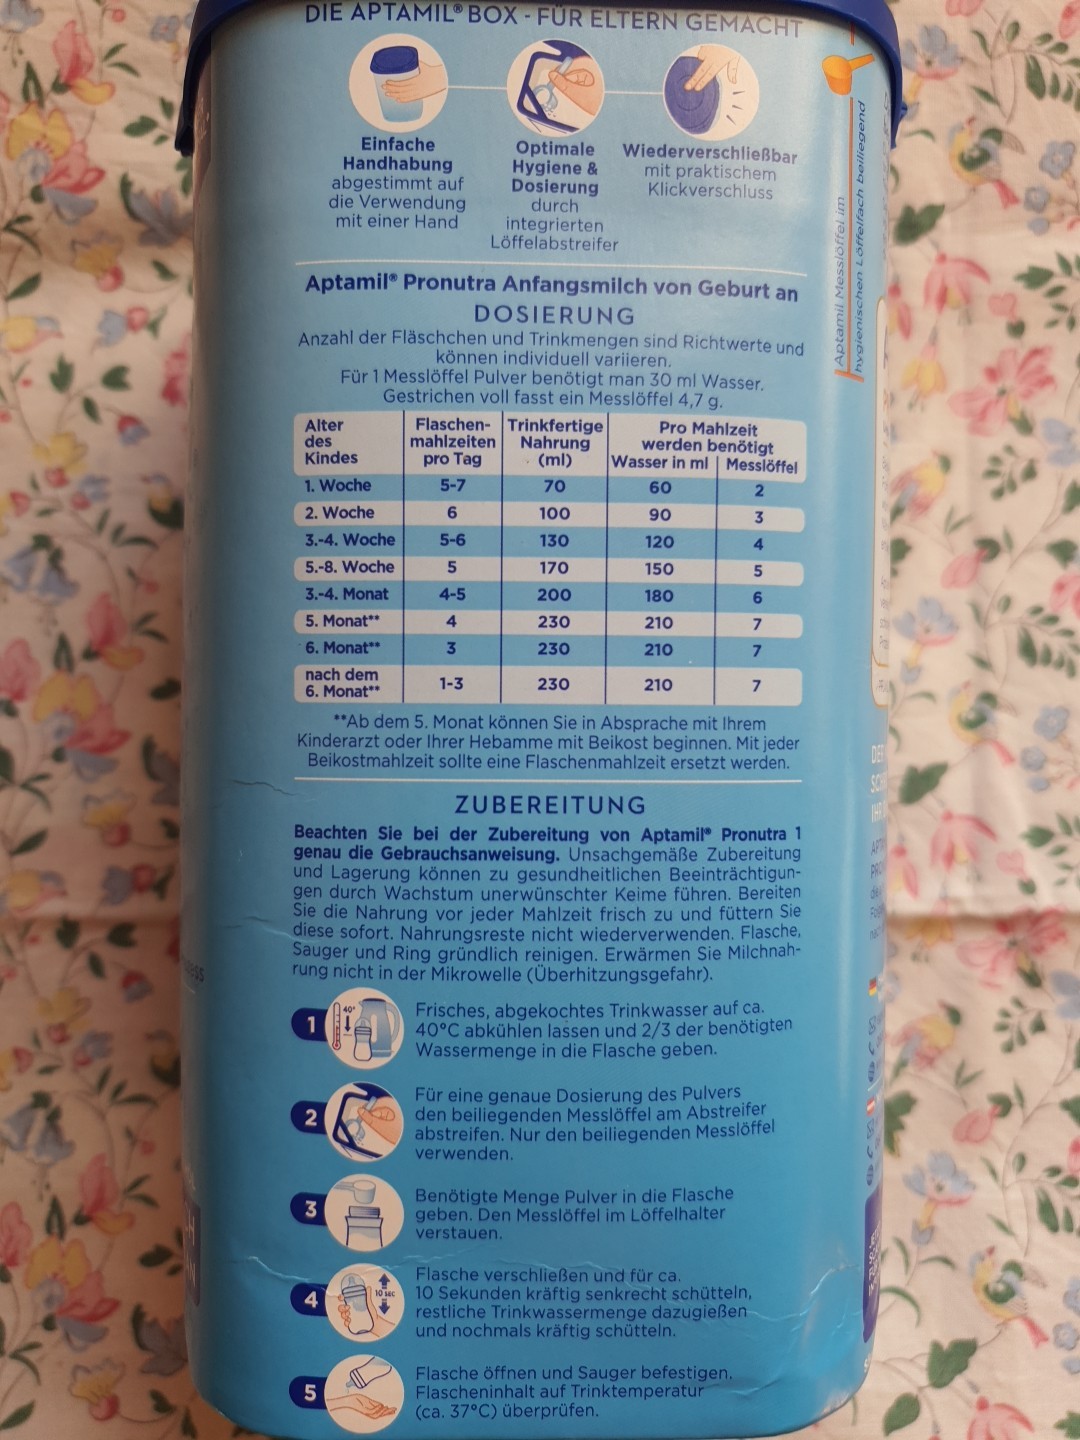 DIE APTAMIL® BOX - FÜR ELTERN GEMACHT
Einfache
Handhabung
abgestimmt auf
die Verwendung
mit einer Hand
Optimale
Hygiene &
Dosierung
durch
integrierten
Löffelabstreifer
Wiederverschließbar
mit praktischem
Klickverschluss
Aptamil Messlöffel im
hygienischen Löffelfach beiliegend
Aptamil® Pronutra Anfangsmilch von Geburt an
DOSIERUNG
Anzahl der Fläschchen und Trinkmengen sind Richtwerte und
können individuell variieren.
Für 1 Messlöffel Pulver benötigt man 30 ml Wasser.
Gestrichen voll fasst ein Messlöffel 4,7 g.
Alter des Kindes Flaschen-mahlzeiten pro Tag Trinkfertige Nahrung (ml) Pro Mahlzeit werden benötigt
Wasser in ml Messlöffel
1. Woche 5-7 70 60 2
2. Woche 6 100 90 3
3.-4. Woche 5-6 130 120 4
5.-8. Woche 5 170 150 5
3.-4. Monat 4-5 200 180 6
5. Monat** 4 230 210 7
6. Monat** 3 230 210 7
nach dem
6. Monat** 1-3 230 210 7
**Ab dem 5. Monat können Sie in Absprache mit Ihrem
Kinderarzt oder Ihrer Hebamme mit Beikost beginnen. Mit jeder
Beikostmahlzeit sollte eine Flaschenmahlzeit ersetzt werden.
ZUBEREITUNG
Beachten Sie bei der Zubereitung von Aptamil® Pronutra 1
genau die Gebrauchsanweisung. Unsachgemäße Zubereitung
und Lagerung können zu gesundheitlichen Beeinträchtigun-
gen durch Wachstum unerwünschter Keime führen. Bereiten
Sie die Nahrung vor jeder Mahlzeit frisch zu und füttern Sie
diese sofort. Nahrungsreste nicht wiederverwenden. Flasche,
Sauger und Ring gründlich reinigen. Erwärmen Sie Milchnah-
rung nicht in der Mikrowelle (Überhitzungsgefahr).
1
40°
Frisches, abgekochtes Trinkwasser auf ca.
40°C abkühlen lassen und 2/3 der benötigten
Wassermenge in die Flasche geben.
2
Für eine genaue Dosierung des Pulvers
den beiliegenden Messlöffel am Abstreifer
abstreifen. Nur den beiliegenden Messlöffel
verwenden.
3
Benötigte Menge Pulver in die Flasche
geben. Den Messlöffel im Löffelhalter
verstauen.
4
10 sec
Flasche verschließen und für ca.
10 Sekunden kräftig senkrecht schütteln,
restliche Trinkwassermenge dazugießen
und nochmals kräftig schütteln.
5
Flasche öffnen und Sauger befestigen,
Flascheninhalt auf Trinktemperatur
(ca. 37°C) überprüfen.